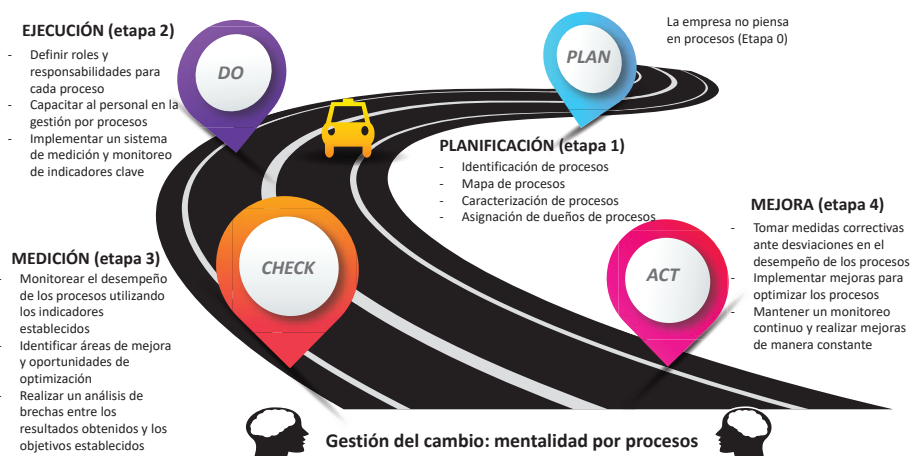 La empresa no piensa
en procesos (Etapa 0)
PLAN
PLANIFICACIÓN (etapa 1)
- Identificación de procesos
- Mapa de procesos
- Caracterización de procesos
- Asignación de dueños de procesos
EJECUCIÓN (etapa 2)
- Definir roles y
responsabilidades para
cada proceso
- Capacitar al personal en la
gestión por procesos
- Implementar un sistema
de medición y monitoreo
de indicadores clave
DO
MEDICIÓN (etapa 3)
- Monitorear el desempeño
de los procesos utilizando
los indicadores
establecidos
- Identificar áreas de mejora
y oportunidades de
optimización
- Realizar un análisis de
brechas entre los
resultados obtenidos y los
objetivos establecidos
CHECK
MEJORA (etapa 4)
- Tomar medidas correctivas
ante desviaciones en el
desempeño de los procesos
- Implementar mejoras para
optimizar los procesos
- Mantener un monitoreo
continuo y realizar mejoras
de manera constante
ACT
Gestión del cambio: mentalidad por procesos